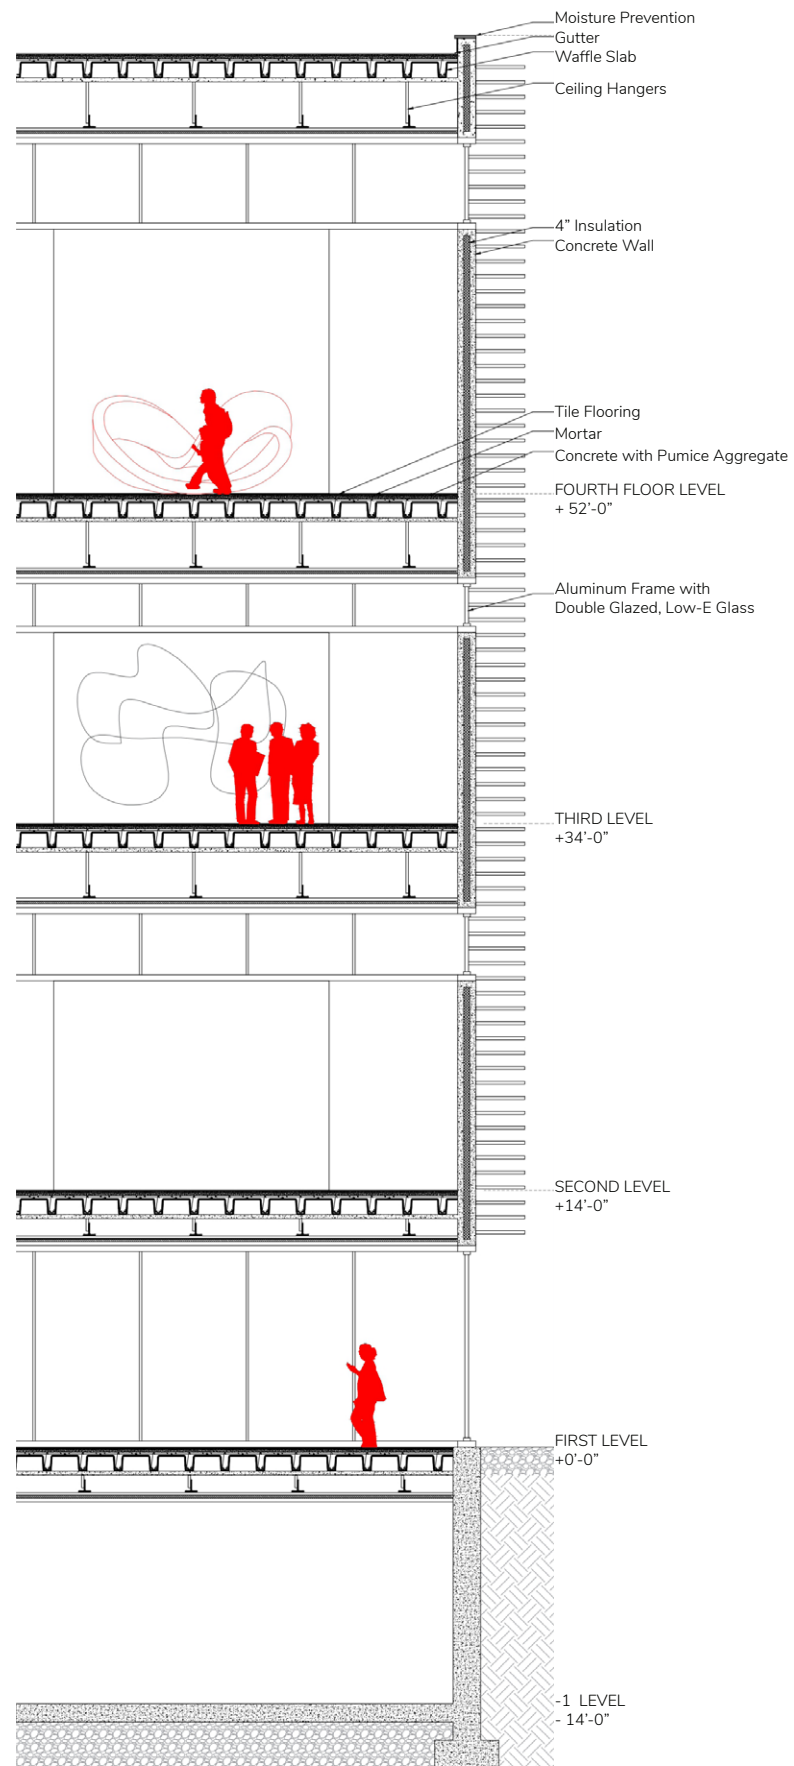 Moisture Prevention
Gutter
Waffle Slab
Ceiling Hangers
4” Insulation
Concrete Wall
Tile Flooring
Mortar
Concrete with Pumice Aggregate
FOURTH FLOOR LEVEL
+ 52’-0”
Aluminum Frame with
Double Glazed, Low-E Glass
THIRD LEVEL
+34’-0”
SECOND LEVEL
+14’-0”
FIRST LEVEL
+0’-0”
-1 LEVEL
- 14’-0”